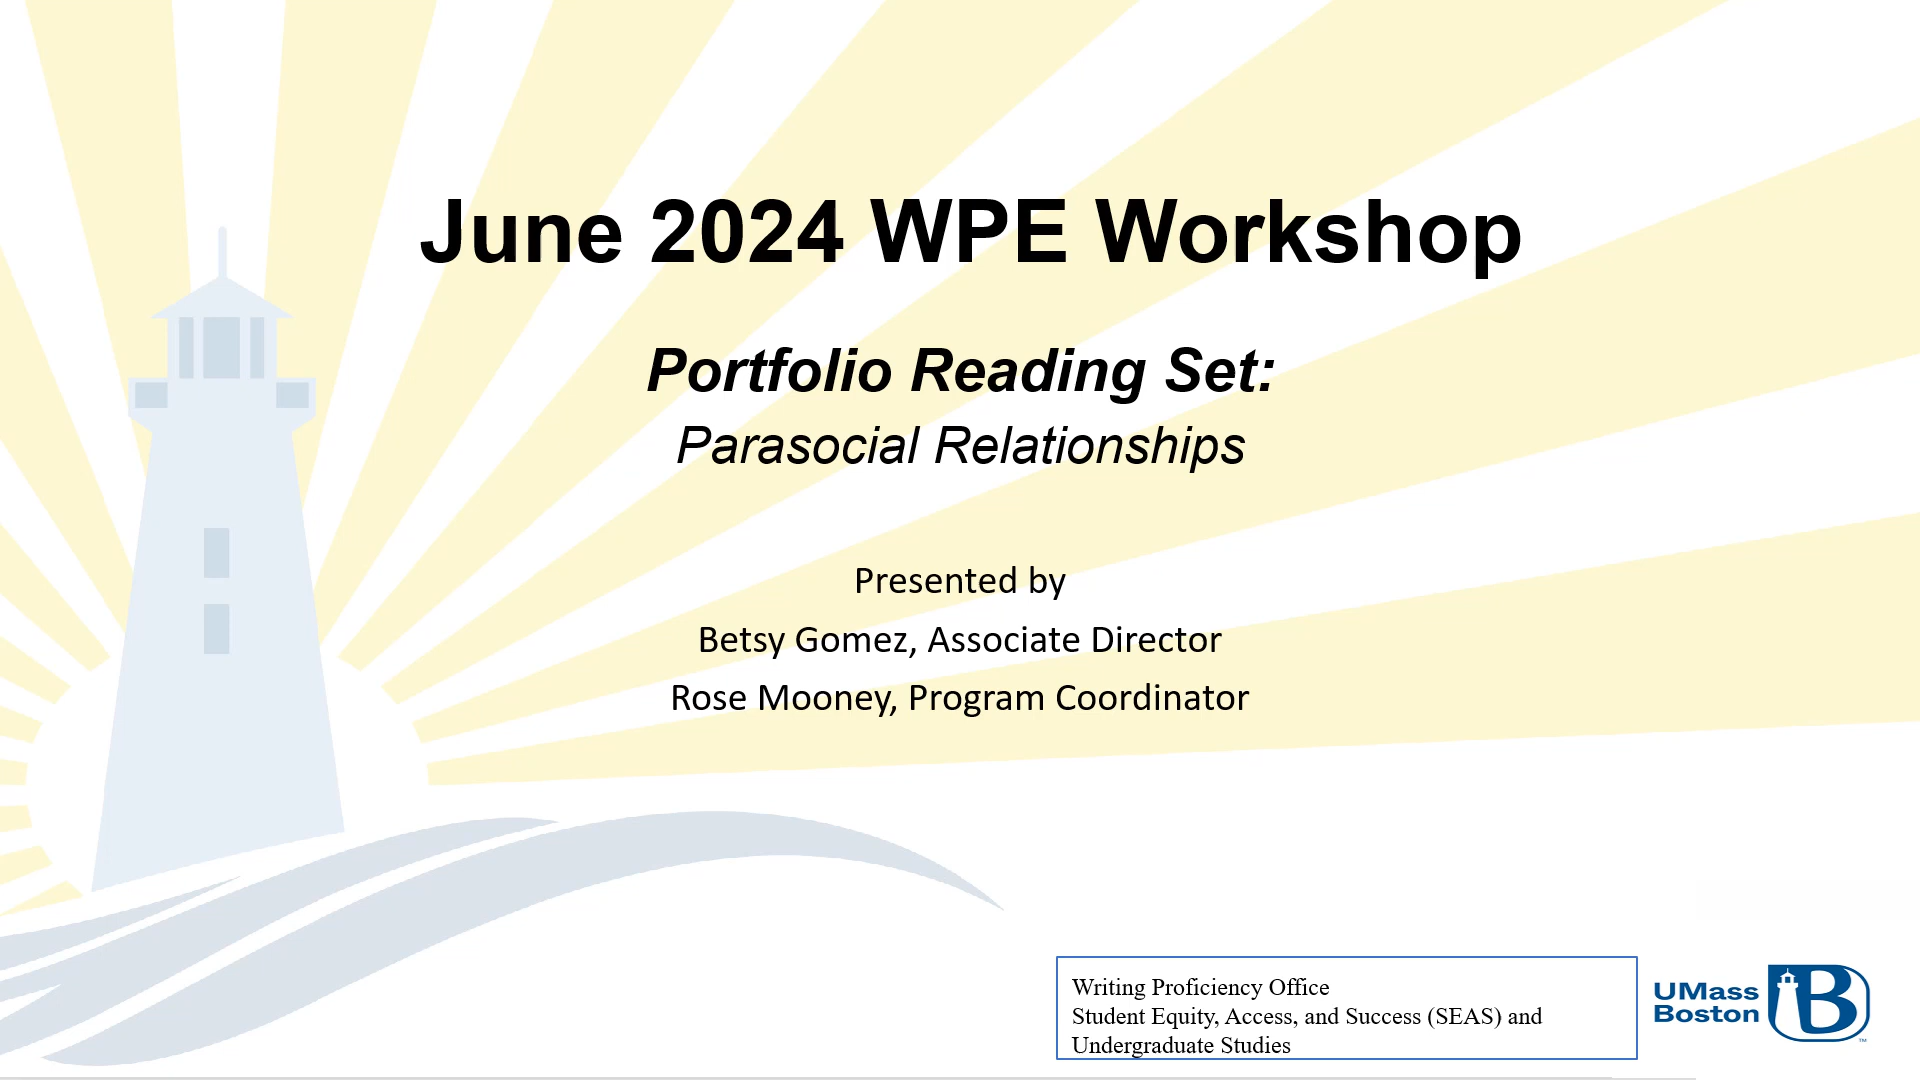 June 2024 WPE Workshop
Portfolio Reading Set:
Parasocial Relationships
Presented by
Betsy Gomez, Associate Director
Rose Mooney, Program Coordinator
Writing Proficiency Office
Student Equity, Access, and Success (SEAS) and
Undergraduate Studies
UMass
Boston
B
TM